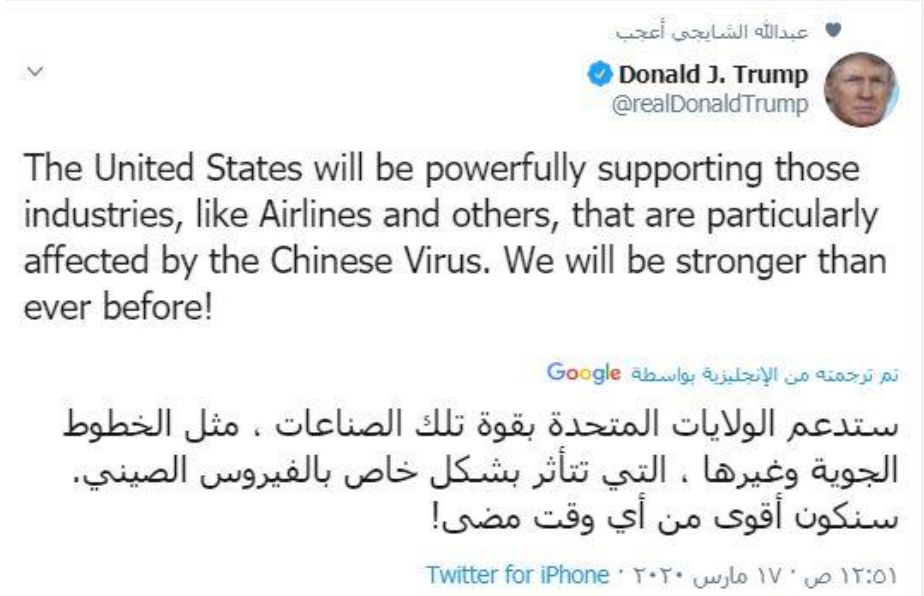 عبدالله الشايجي أعجب
Donald J. Trump
@realDonaldTrump
The United States will be powerfully supporting those
industries, like Airlines and others, that are particularly
affected by the Chinese Virus. We will be stronger than
ever before!
تم ترجمته من الإنجليزية بواسطة Google
ستدعم الولايات المتحدة بقوة تلك الصناعات ، مثل الخطوط
الجوية وغيرها ، التي تتأثر بشكل خاص بالفيروس الصيني.
سنكون أقوى من أي وقت مضى!
١٢:٥١ ص · ١٧ مارس ٢٠٢٠ · Twitter for iPhone